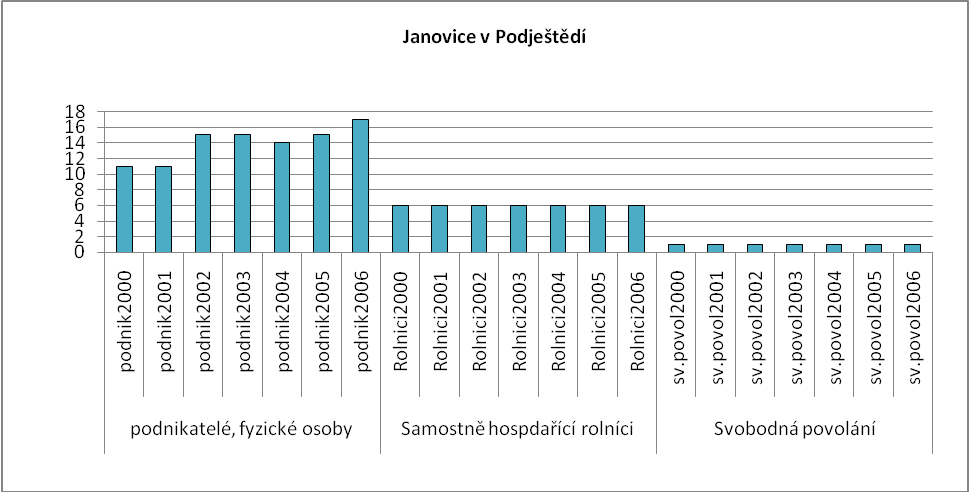 Janovice v Podještědí
18
16
14
12
10
8
6
4
2
0
podnik2000
podnik2001
podnik2002
podnik2003
podnik2004
podnik2005
podnik2006
Rolnici2000
Rolnici2001
Rolnici2002
Rolnici2003
Rolnici2004
Rolnici2005
Rolnici2006
sv.povol2000
sv.povol2001
sv.povol2002
sv.povol2003
sv.povol2004
sv.povol2005
sv.povol2006
podnikatelé, fyzické osoby
Samostně hospdařící rolníci
Svobodná povolání